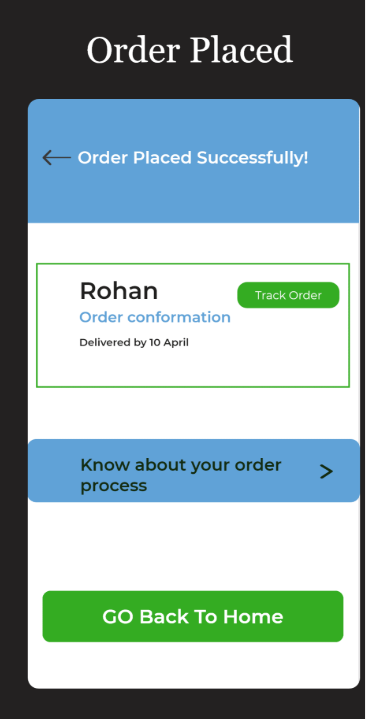 Order Placed
Order Placed Successfully!
Rohan
Track Order
Order conformation
Delivered by 10 April
Know about your order
process
>
GO Back To Home